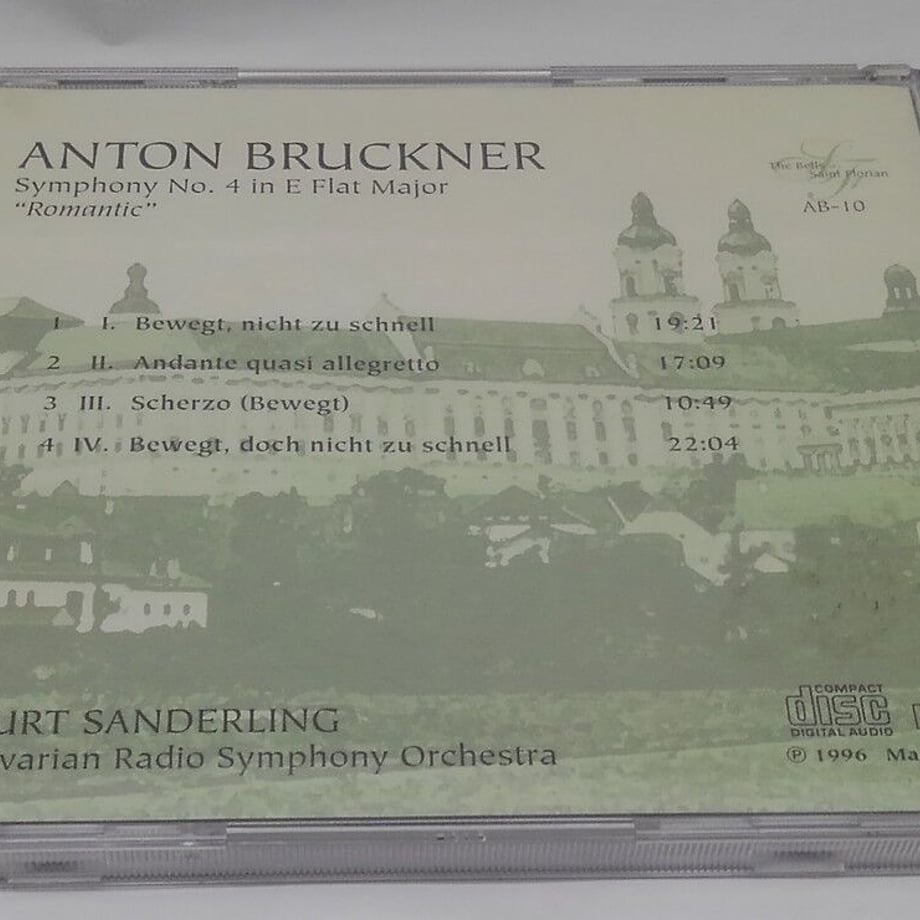 ANTON BRUCKNER
Symphony No. 4 in E Flat Major
"Romantic"
The Bells
Saint Florian
AB-10
1 I. Bewegt, nicht zu schnell 19:21
2 II. Andante quasi allegretto 17:09
3 III. Scherzo (Bewegt) 10:49
4 IV. Bewegt, doch nicht zu schnell 22:04
URT SANDERLING
varian Radio Symphony Orchestra
COMPACT
disc
DIGITAL AUDIO
℗ 1996 Ma